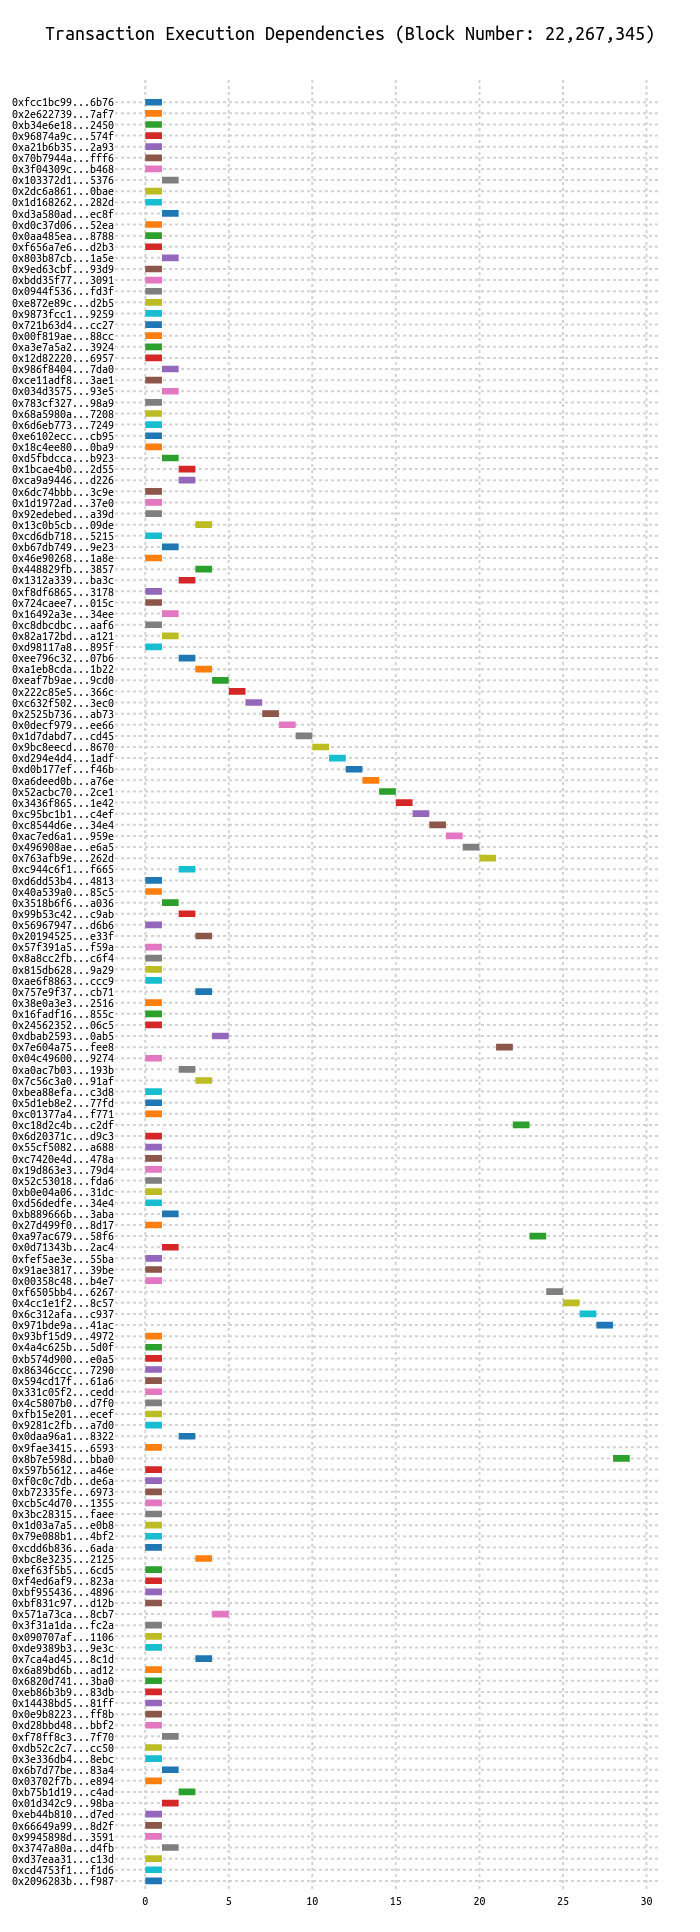 Transaction Execution Dependencies (Block Number: 22,267,345)
0xfcc1bc99...6b76
0x2e622739...7af7
0xb34e6e18...2450
0x96874a9c...574f
0xa21b6b35...2a93
0x70b7944a...fff6
0x3f04309c...b468
0x103372d1...5376
0x2dc6a861...0bae
0x1d168262...282d
0xd3a580ad...ec8f
0xd0c37d06...52ea
0x0aa485ea...8788
0xf656a7e6...d2b3
0x803b87cb...1a5e
0x9ed63cbf...93d9
0xbdd35f77...3091
0x0944f536...fd3f
0xe872e89c...d2b5
0x9873fcc1...9259
0x721b63d4...cc27
0x00f819ae...88cc
0xa3e7a5a2...3924
0x12d82220...6957
0x986f8404...7da0
0xce11adf8...3ae1
0x034d3575...93e5
0x783cf327...98a9
0x68a5980a...7208
0x6d6eb773...7249
0xe6102ecc...cb95
0x18c4ee80...0ba9
0xd5fbdcca...b923
0x1bcae4b0...2d55
0xca9a9446...d226
0x6dc74bbb...3c9e
0x1d1972ad...37e0
0x92edebed...a39d
0x13c0b5cb...09de
0xcd6db718...5215
0xb67db749...9e23
0x46e90268...1a8e
0x448829fb...3857
0x1312a339...ba3c
0xf8df6865...3178
0x724caee7...015c
0x16492a3e...34ee
0xc8dbcdbc...aaf6
0x82a172bd...a121
0xd98117a8...895f
0xee796c32...07b6
0xa1eb8cda...1b22
0xeaf7b9ae...9cd0
0x222c85e5...366c
0xc632f502...3ec0
0x2525b736...ab73
0x0decf979...ee66
0x1d7dabd7...cd45
0x9bc8eecd...8670
0xd294e4d4...1adf
0xd0b177ef...f46b
0xa6deed0b...a76e
0x52acbc70...2ce1
0x3436f865...1e42
0xc95bc1b1...c4ef
0xc8544d6e...34e4
0xac7ed6a1...959e
0x496908ae...e6a5
0x763afb9e...262d
0xc944c6f1...f665
0xd6dd53b4...4813
0x40a539a0...85c5
0x3518b6f6...a036
0x99b53c42...c9ab
0x56967947...d6b6
0x20194525...e33f
0x57f391a5...f59a
0x8a8cc2fb...c6f4
0x815db628...9a29
0xae6f8863...ccc9
0x757e9f37...cb71
0x38e0a3e3...2516
0x16fadf16...855c
0x24562352...06c5
0xdbab2593...0ab5
0x7e604a75...fee8
0x04c49600...9274
0xa0ac7b03...193b
0x7c56c3a0...91af
0xbea88efa...c3d8
0x5d1eb8e2...77fd
0xc01377a4...f771
0xc18d2c4b...c2df
0x6d20371c...d9c3
0x55cf5082...a688
0xc7420e4d...478a
0x19d863e3...79d4
0x52c53018...fda6
0xb0e04a06...31dc
0xd56dedfe...34e4
0xb889666b...3aba
0x27d499f0...8d17
0xa97ac679...58f6
0x0d71343b...2ac4
0xfef5ae3e...55ba
0x91ae3817...39be
0x00358c48...b4e7
0xf6505bb4...6267
0x4cc1e1f2...8c57
0x6c312afa...c937
0x971bde9a...41ac
0x93bf15d9...4972
0x4a4c625b...5d0f
0xb574d900...e0a5
0x86346ccc...7290
0x594cd17f...61a6
0x331c05f2...cedd
0x4c5807b0...d7f0
0xfb15e201...ecef
0x9281c2fb...a7d0
0x0daa96a1...8322
0x9fae3415...6593
0x8b7e598d...bba0
0x597b5612...a46e
0xf0c0c7db...de6a
0xb72335fe...6973
0xcb5c4d70...1355
0x3bc28315...faee
0x1d03a7a5...e0b8
0x79e088b1...4bf2
0xcdd6b836...6ada
0xbc8e3235...2125
0xef63f5b5...6cd5
0xf4ed6af9...823a
0xbf955436...4896
0xbf831c97...d12b
0x571a73ca...8cb7
0x3f31a1da...fc2a
0x090707af...1106
0xde9389b3...9e3c
0x7ca4ad45...8c1d
0x6a89bd6b...ad12
0x6820d741...3ba0
0xeb86b3b9...83db
0x14438bd5...81ff
0x0e9b8223...ff8b
0xd28bbd48...bbf2
0xf78ff8c3...7f70
0xdb52c2c7...cc50
0x3e336db4...8ebc
0x6b7d77be...83a4
0x03702f7b...e894
0xb75b1d19...c4ad
0x01d342c9...98ba
0xeb44b810...d7ed
0x66649a99...8d2f
0x9945898d...3591
0x3747a80a...d4fb
0xd37eaa31...c13d
0xcd4753f1...f1d6
0x2096283b...f987
0 5 10 15 20 25 30